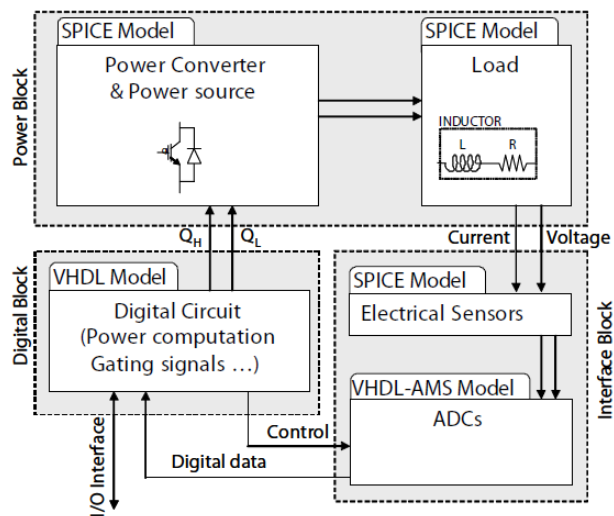 SPICE Model
Power Converter
& Power source
SPICE Model
Load
INDUCTOR
L
R
Power Block
QH
QL
Current
Voltage
VHDL Model
Digital Circuit
(Power computation
Gating signals ...)
Digital Block
SPICE Model
Electrical Sensors
VHDL-AMS Model
ADCs
Interface Block
Control
Digital data
I/O Interface